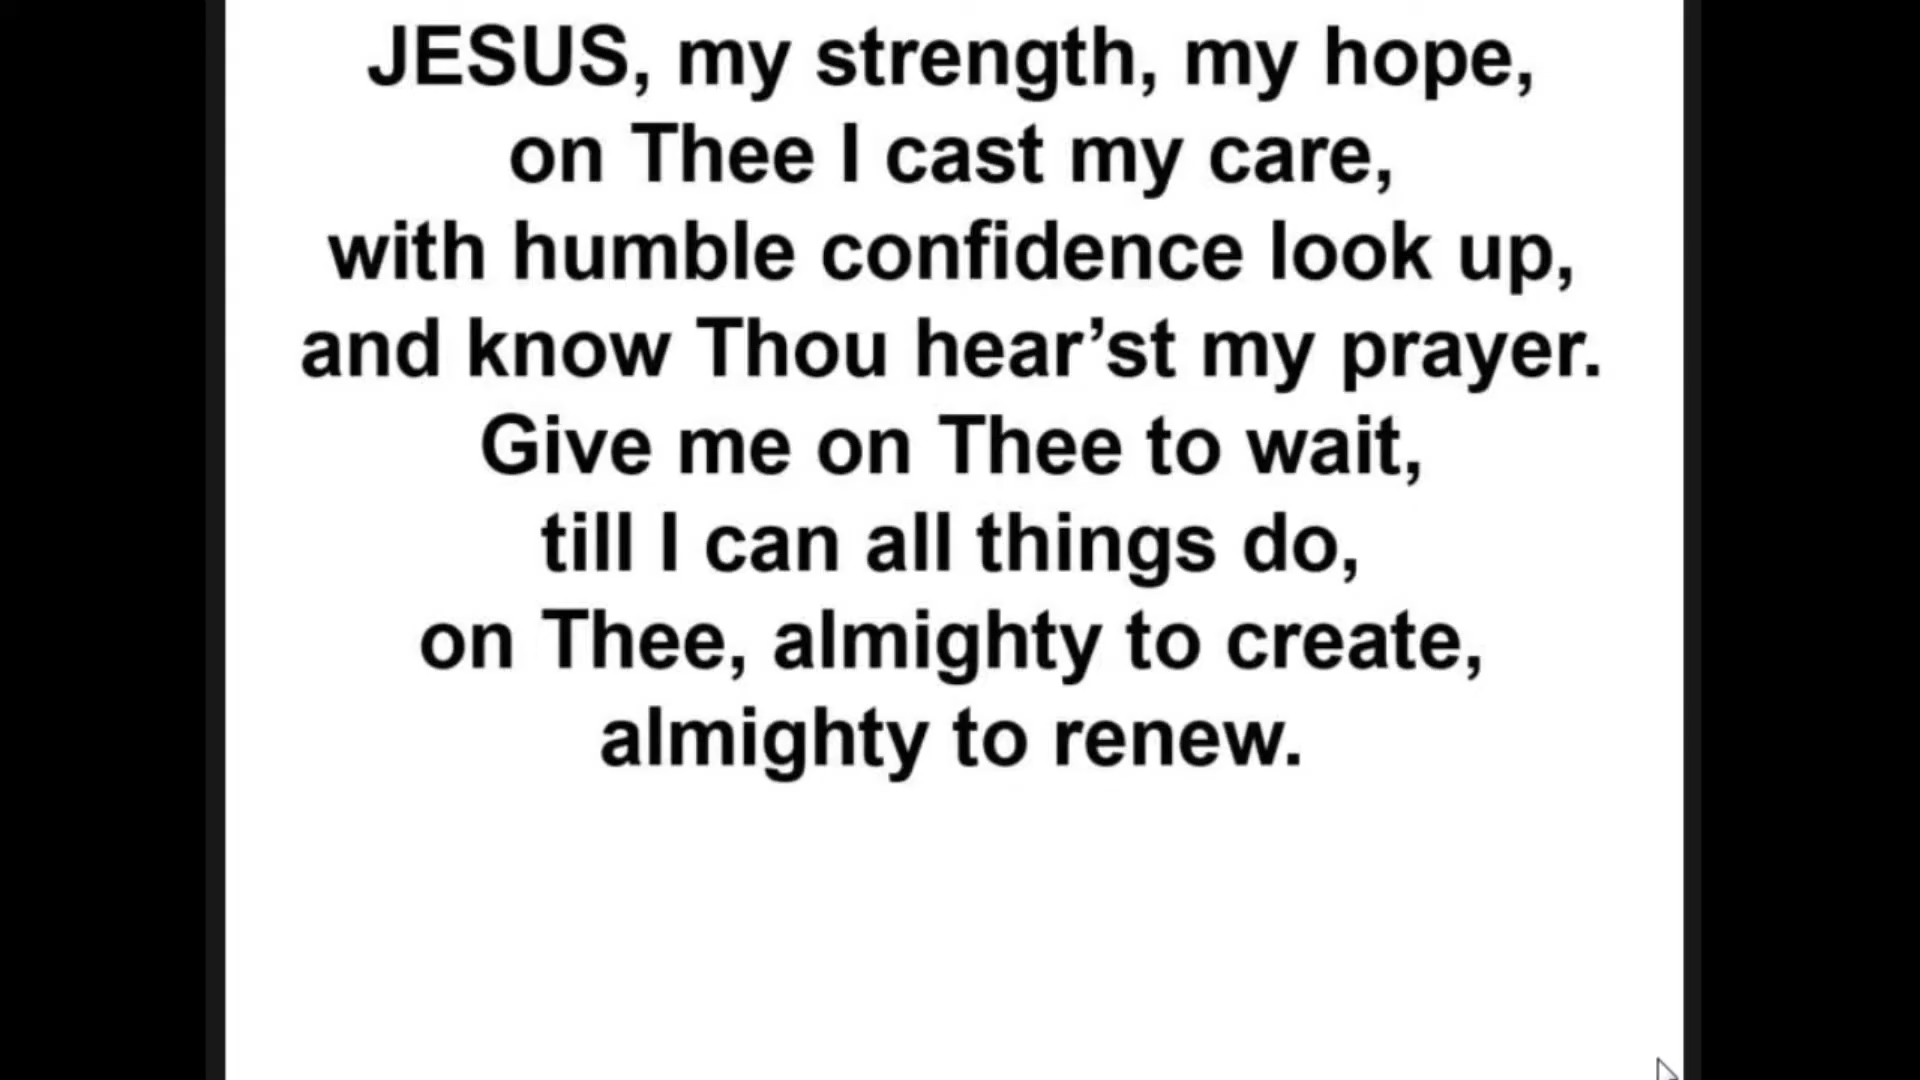 JESUS, my strength, my hope,
on Thee I cast my care,
with humble confidence look up,
and know Thou hear’st my prayer.
Give me on Thee to wait,
till I can all things do,
on Thee, almighty to create,
almighty to renew.